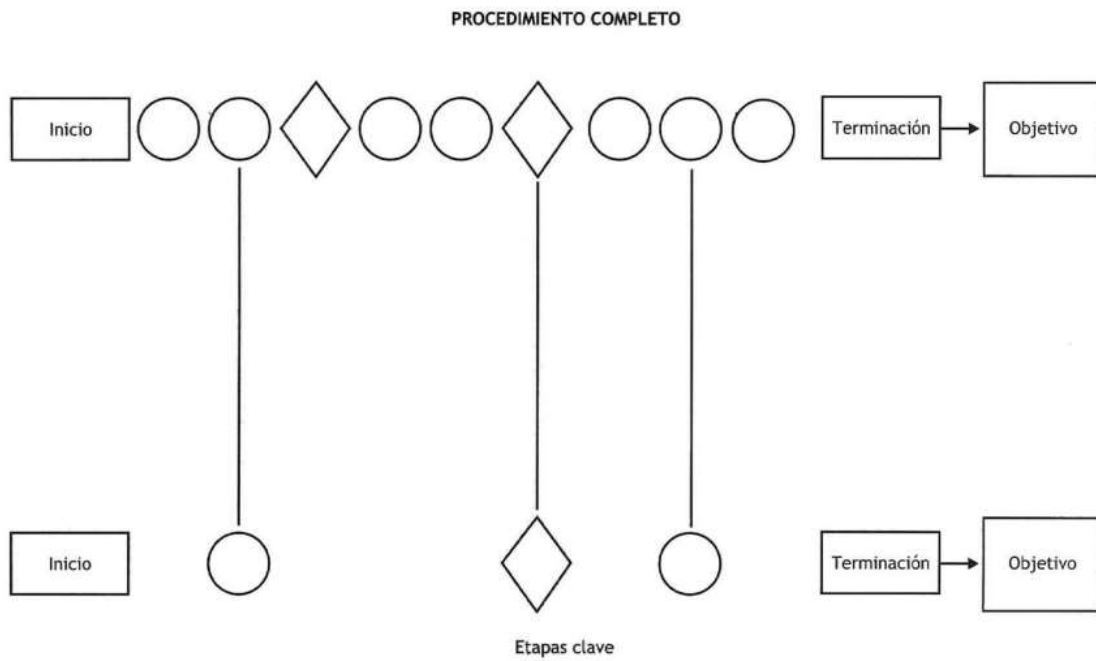 PROCEDIMIENTO COMPLETO
Inicio
Terminación
Objetivo
Inicio
Terminación
Objetivo
Etapas clave